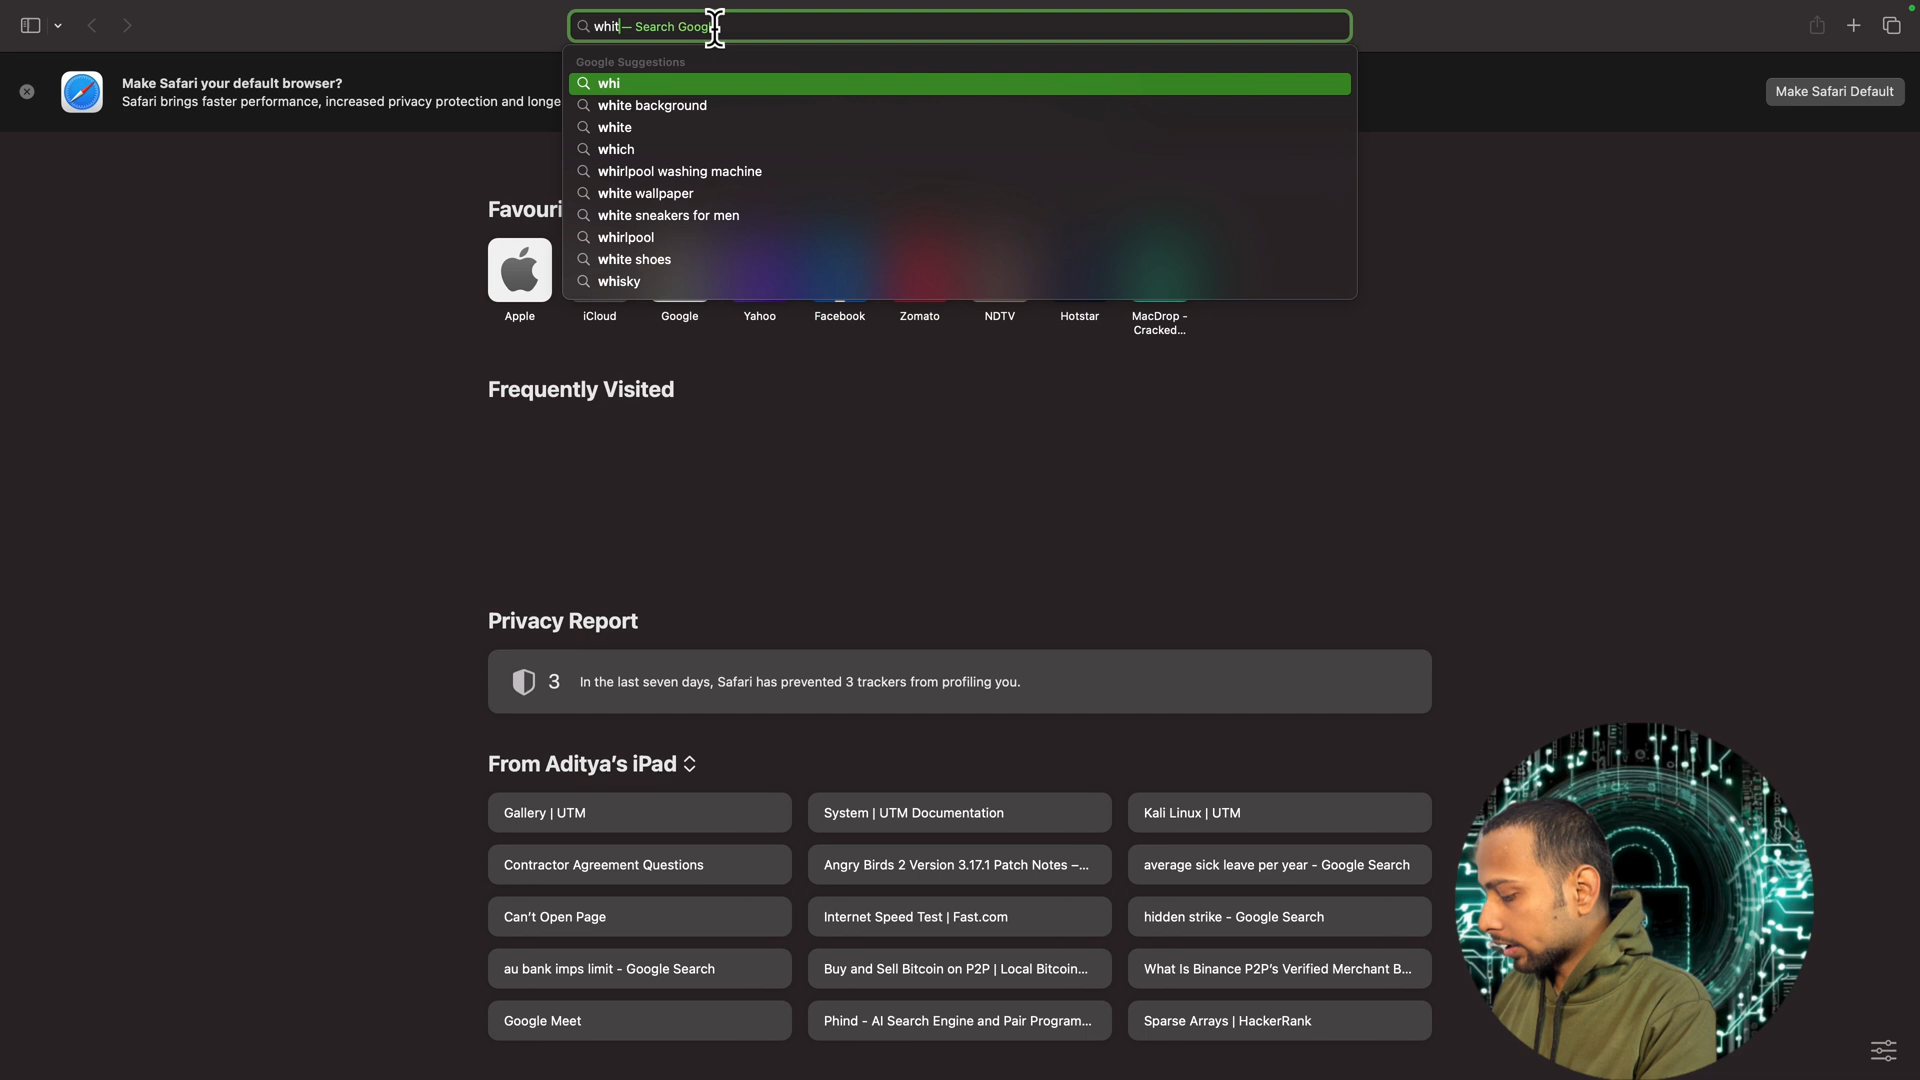 whit — Search Googl
Google Suggestions
whi
white background
white
which
whirlpool washing machine
white wallpaper
white sneakers for men
whirlpool
white shoes
whisky
Make Safari your default browser?
Safari brings faster performance, increased privacy protection and longe
Make Safari Default
Favouri
Apple
iCloud
Google
Yahoo
Facebook
Zomato
NDTV
Hotstar
MacDrop -
Cracked...
Frequently Visited
Privacy Report
3 In the last seven days, Safari has prevented 3 trackers from profiling you.
From Aditya's iPad
Gallery | UTM
System | UTM Documentation
Kali Linux | UTM
Contractor Agreement Questions
Angry Birds 2 Version 3.17.1 Patch Notes –...
average sick leave per year - Google Search
Can't Open Page
Internet Speed Test | Fast.com
hidden strike - Google Search
au bank imps limit - Google Search
Buy and Sell Bitcoin on P2P | Local Bitcoin...
What Is Binance P2P's Verified Merchant B...
Google Meet
Phind - AI Search Engine and Pair Program...
Sparse Arrays | HackerRank